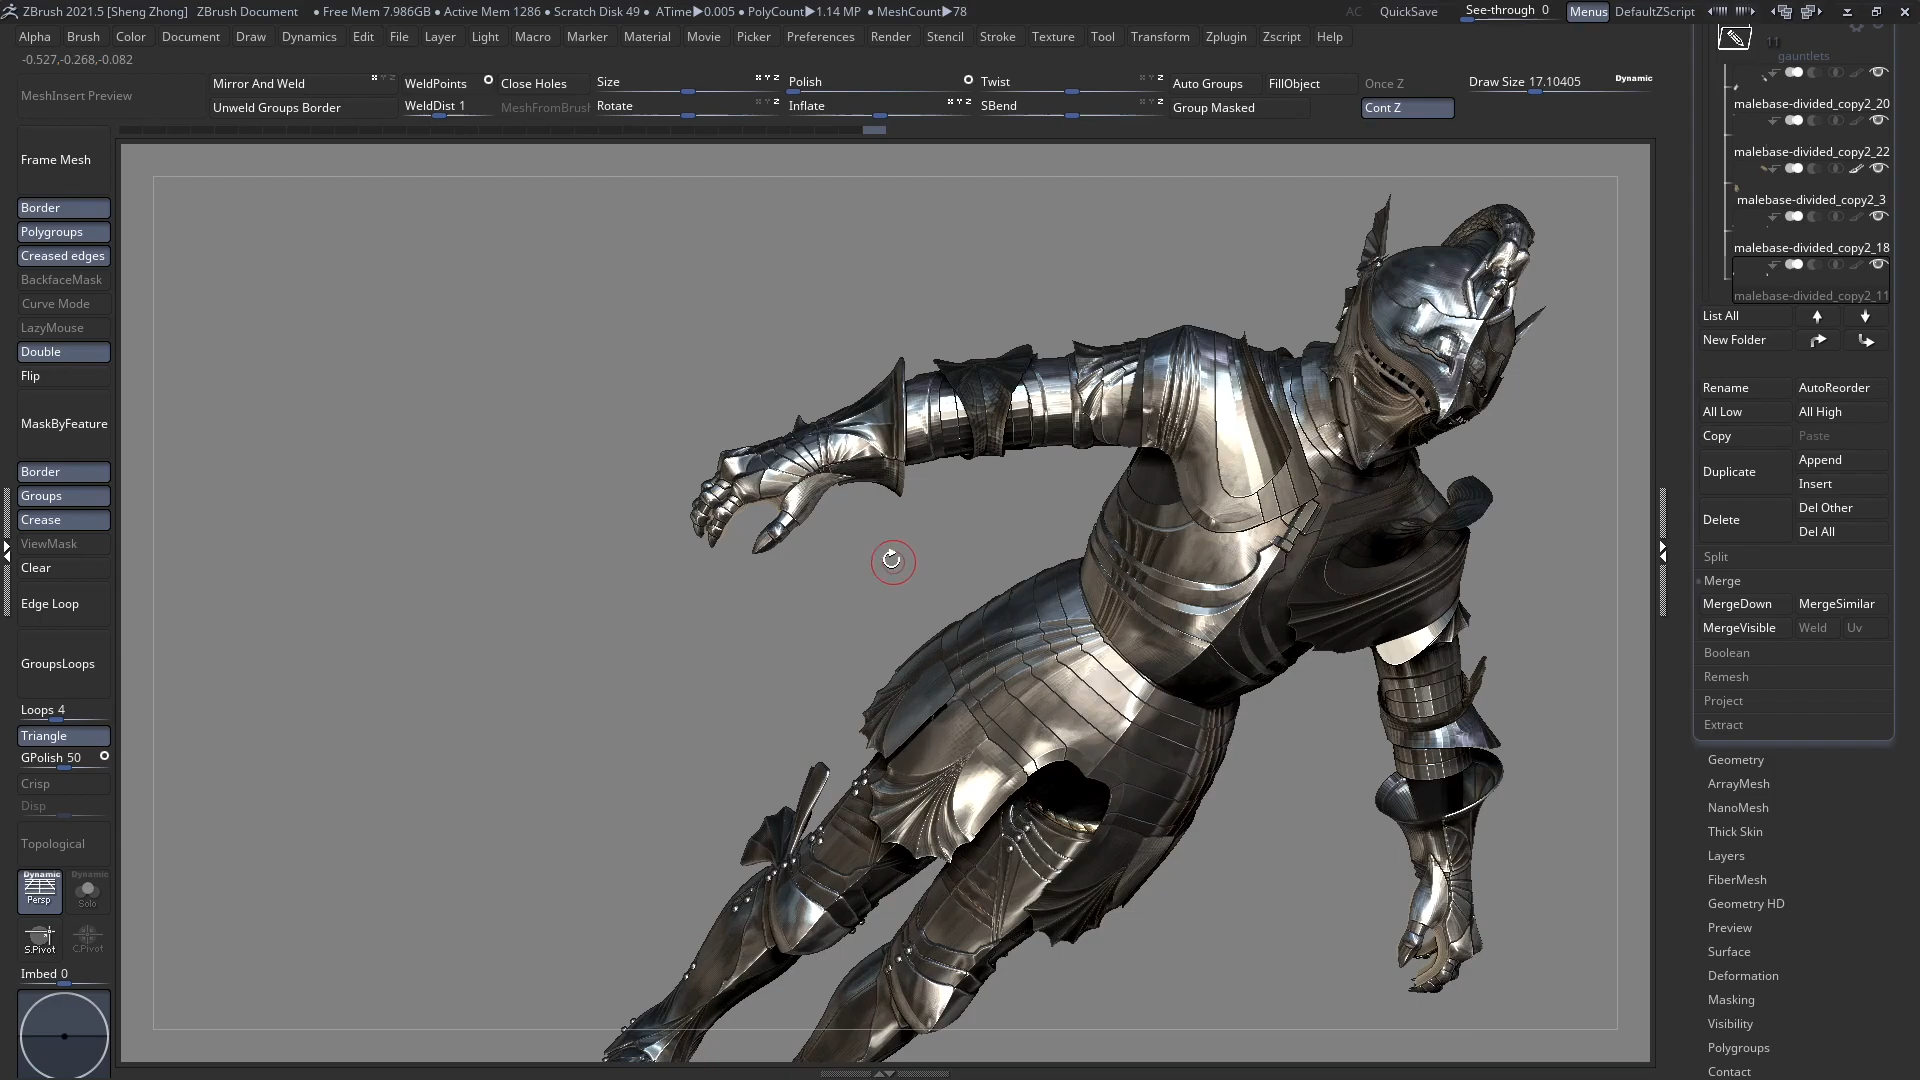 ZBrush 2021.5 [Sheng Zhong] ZBrush Document • Free Mem 7.986GB • Active Mem 1286 • Scratch Disk 49 • ATime▶0.005 • PolyCount▶1.14 MP • MeshCount▶78 AC QuickSave See-through 0 Menus DefaultZScript
Alpha Brush Color Document Draw Dynamics Edit File Layer Light Macro Marker Material Movie Picker Preferences Render Stencil Stroke Texture Tool Transform Zplugin Zscript Help
-0.527,-0.268,-0.082
MeshInsert Preview
Mirror And Weld
Unweld Groups Border
WeldPoints
WeldDist 1
Close Holes
MeshFromBrush
Size
Rotate
Polish
Inflate
Twist
SBend
Auto Groups
Group Masked
FillObject
Once Z
Cont Z
Draw Size 17.10405
Dynamic
Frame Mesh
Border
Polygroups
Creased edges
BackfaceMask
Curve Mode
LazyMouse
Double
Flip
MaskByFeature
Border
Groups
Crease
ViewMask
Clear
Edge Loop
GroupsLoops
Loops 4
Triangle
GPolish 50
Crisp
Disp
Topological
Dynamic
Persp
Dynamic
Solo
S.Pivot
C.Pivot
Imbed 0
11
gauntlets
malebase-divided_copy2_20
malebase-divided_copy2_22
malebase-divided_copy2_3
malebase-divided_copy2_18
malebase-divided_copy2_11
List All
New Folder
Rename AutoReorder
All Low All High
Copy Paste
Duplicate
Append
Insert
Delete
Del Other
Del All
Split
Merge
MergeDown MergeSimilar
MergeVisible Weld Uv
Boolean
Remesh
Project
Extract
Geometry
ArrayMesh
NanoMesh
Thick Skin
Layers
FiberMesh
Geometry HD
Preview
Surface
Deformation
Masking
Visibility
Polygroups
Contact